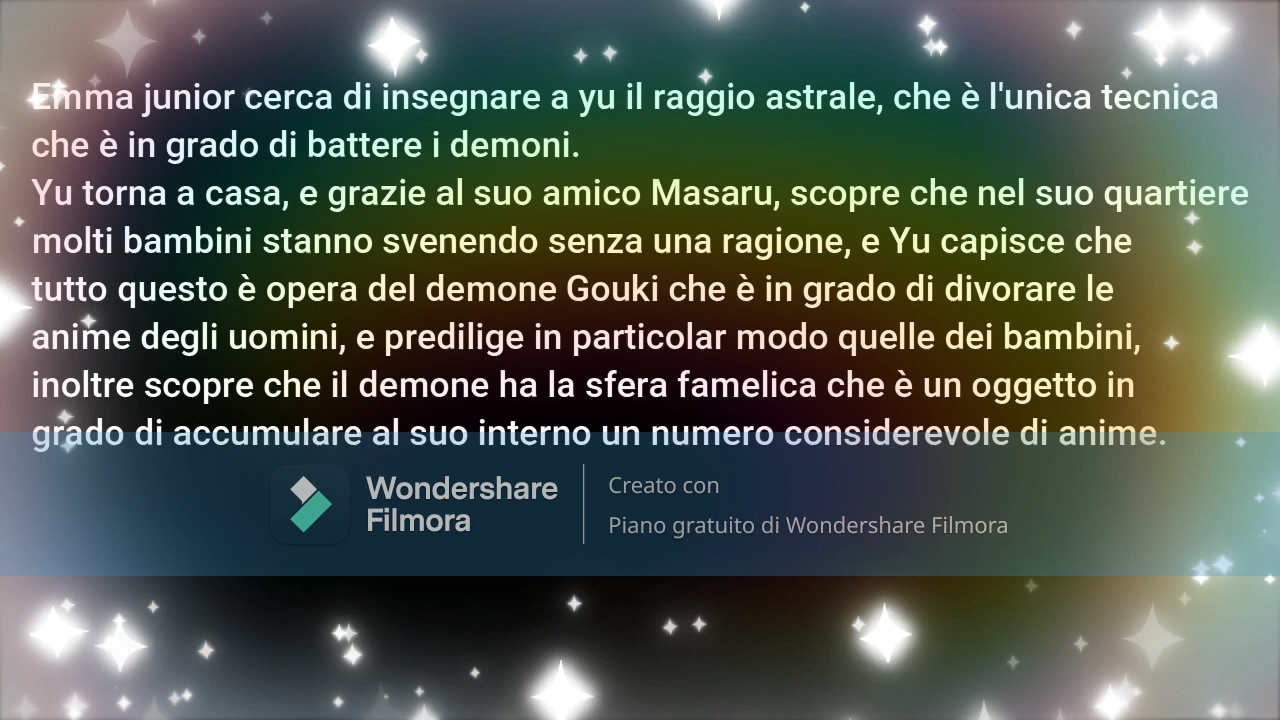 Emma junior cerca di insegnare a yu il raggio astrale, che è l'unica tecnica
che è in grado di battere i demoni.
Yu torna a casa, e grazie al suo amico Masaru, scopre che nel suo quartiere
molti bambini stanno svenendo senza una ragione, e Yu capisce che
tutto questo è opera del demone Gouki che è in grado di divorare le
anime degli uomini, e predilige in particolar modo quelle dei bambini,
inoltre scopre che il demone ha la sfera famelica che è un oggetto in
grado di accumulare al suo interno un numero considerevole di anime.
Wondershare
Filmora
Creato con
Piano gratuito di Wondershare Filmora